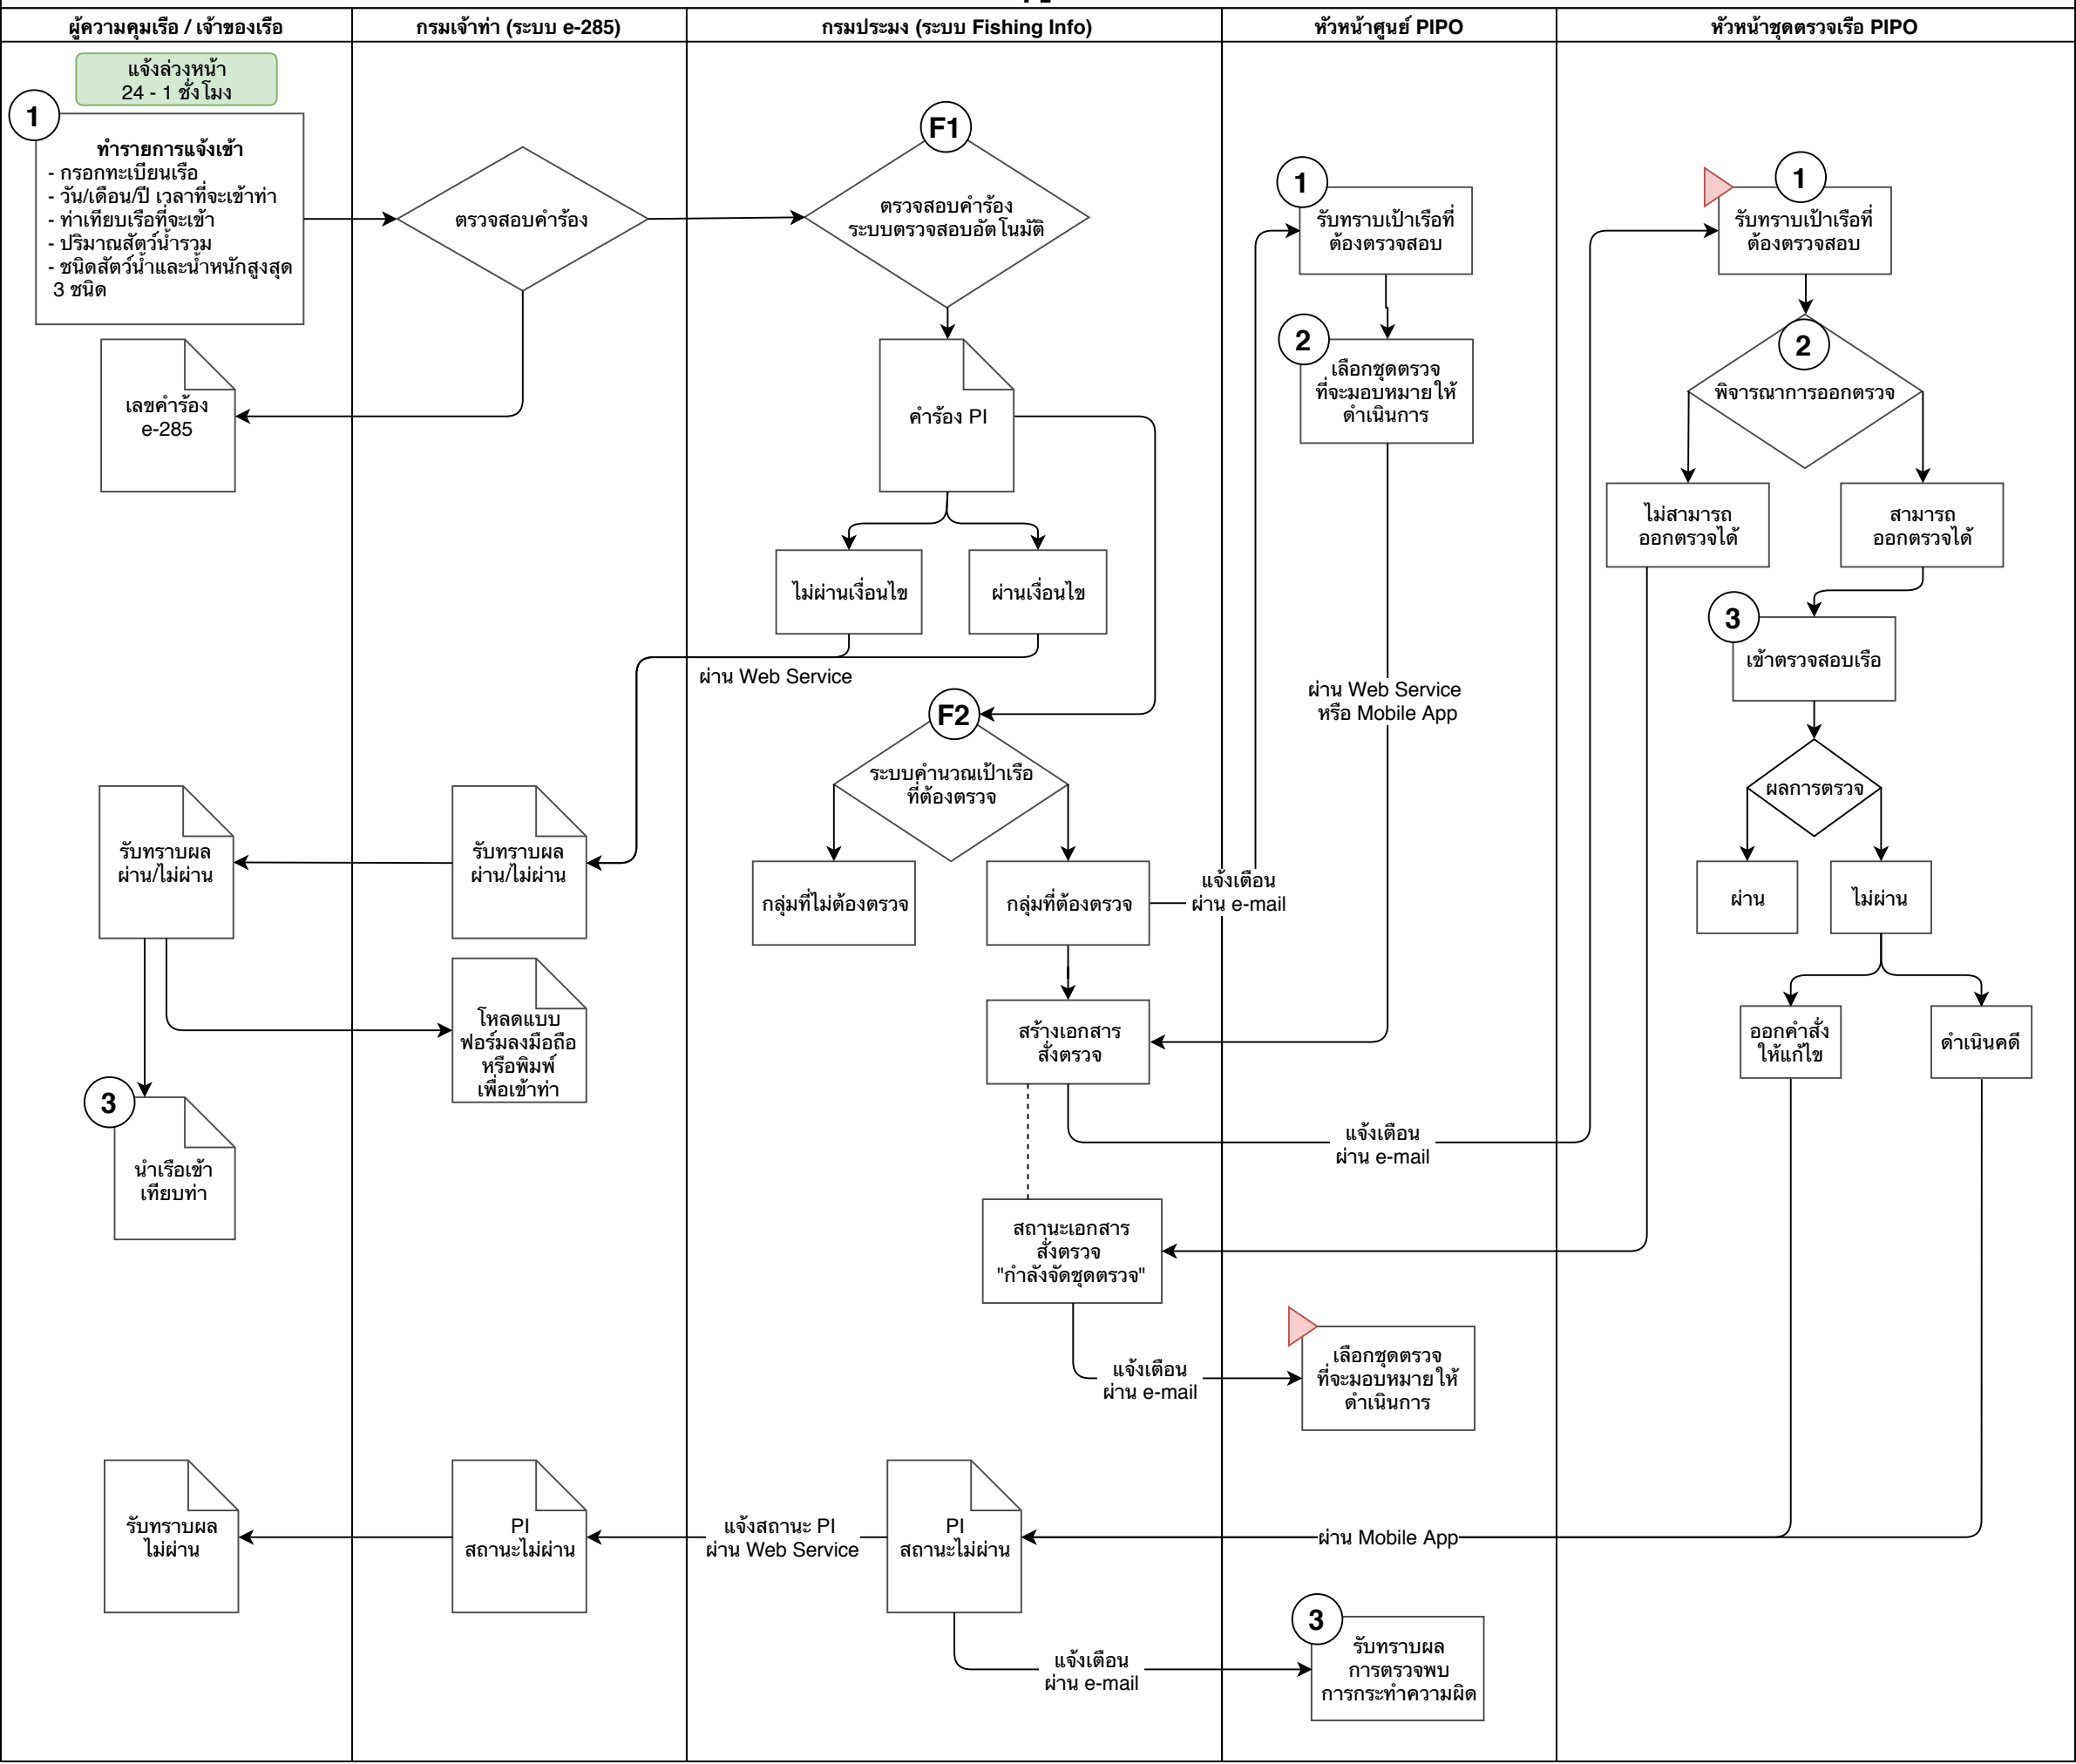 ผู้ความคุมเรือ / เจ้าของเรือ
กรมเจ้าท่า (ระบบ e-285)
กรมประมง (ระบบ Fishing Info)
หัวหน้าศูนย์ PIPO
หัวหน้าชุดตรวจเรือ PIPO
แจ้งล่วงหน้า
24 - 1 ชั่วโมง
1
ทำรายการแจ้งเข้า
- กรอกทะเบียนเรือ
- วัน/เดือน/ปี เวลาที่จะเข้าท่า
- ท่าเทียบเรือที่จะเข้า
- ปริมาณสัตว์น้ำรวม
- ชนิดสัตว์น้ำและน้ำหนักสูงสุด
3 ชนิด
ตรวจสอบคำร้อง
F1
ตรวจสอบคำร้อง
ระบบตรวจสอบอัตโนมัติ
1
รับทราบเป้าเรือที่
ต้องตรวจสอบ
1
รับทราบเป้าเรือที่
ต้องตรวจสอบ
เลขคำร้อง
e-285
คำร้อง PI
2
เลือกชุดตรวจ
ที่จะมอบหมายให้
ดำเนินการ
2
พิจารณาการออกตรวจ
ไม่สามารถ
ออกตรวจได้
สามารถ
ออกตรวจได้
ไม่ผ่านเงื่อนไข
ผ่านเงื่อนไข
ผ่าน Web Service
3
เข้าตรวจสอบเรือ
ผ่าน Web Service
หรือ Mobile App
F2
ระบบคำนวณเป้าเรือ
ที่ต้องตรวจ
ผลการตรวจ
รับทราบผล
ผ่าน/ไม่ผ่าน
รับทราบผล
ผ่าน/ไม่ผ่าน
กลุ่มที่ไม่ต้องตรวจ
กลุ่มที่ต้องตรวจ
แจ้งเตือน
ผ่าน e-mail
ผ่าน
ไม่ผ่าน
โหลดแบบ
ฟอร์มลงมือถือ
หรือพิมพ์
เพื่อเข้าท่า
สร้างเอกสาร
สั่งตรวจ
ออกคำสั่ง
ให้แก้ไข
ดำเนินคดี
3
นำเรือเข้า
เทียบท่า
แจ้งเตือน
ผ่าน e-mail
สถานะเอกสาร
สั่งตรวจ
"กำลังจัดชุดตรวจ"
แจ้งเตือน
ผ่าน e-mail
เลือกชุดตรวจ
ที่จะมอบหมายให้
ดำเนินการ
รับทราบผล
ไม่ผ่าน
PI
สถานะไม่ผ่าน
แจ้งสถานะ PI
ผ่าน Web Service
PI
สถานะไม่ผ่าน
ผ่าน Mobile App
แจ้งเตือน
ผ่าน e-mail
3
รับทราบผล
การตรวจพบ
การกระทำความผิด